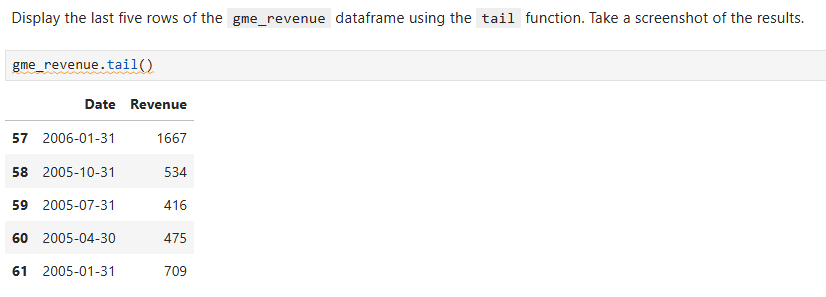 Display the last five rows of the gme_revenue dataframe using the tail function. Take a screenshot of the results.
gme_revenue.tail()
Date Revenue
57 2006-01-31 1667
58 2005-10-31 534
59 2005-07-31 416
60 2005-04-30 475
61 2005-01-31 709